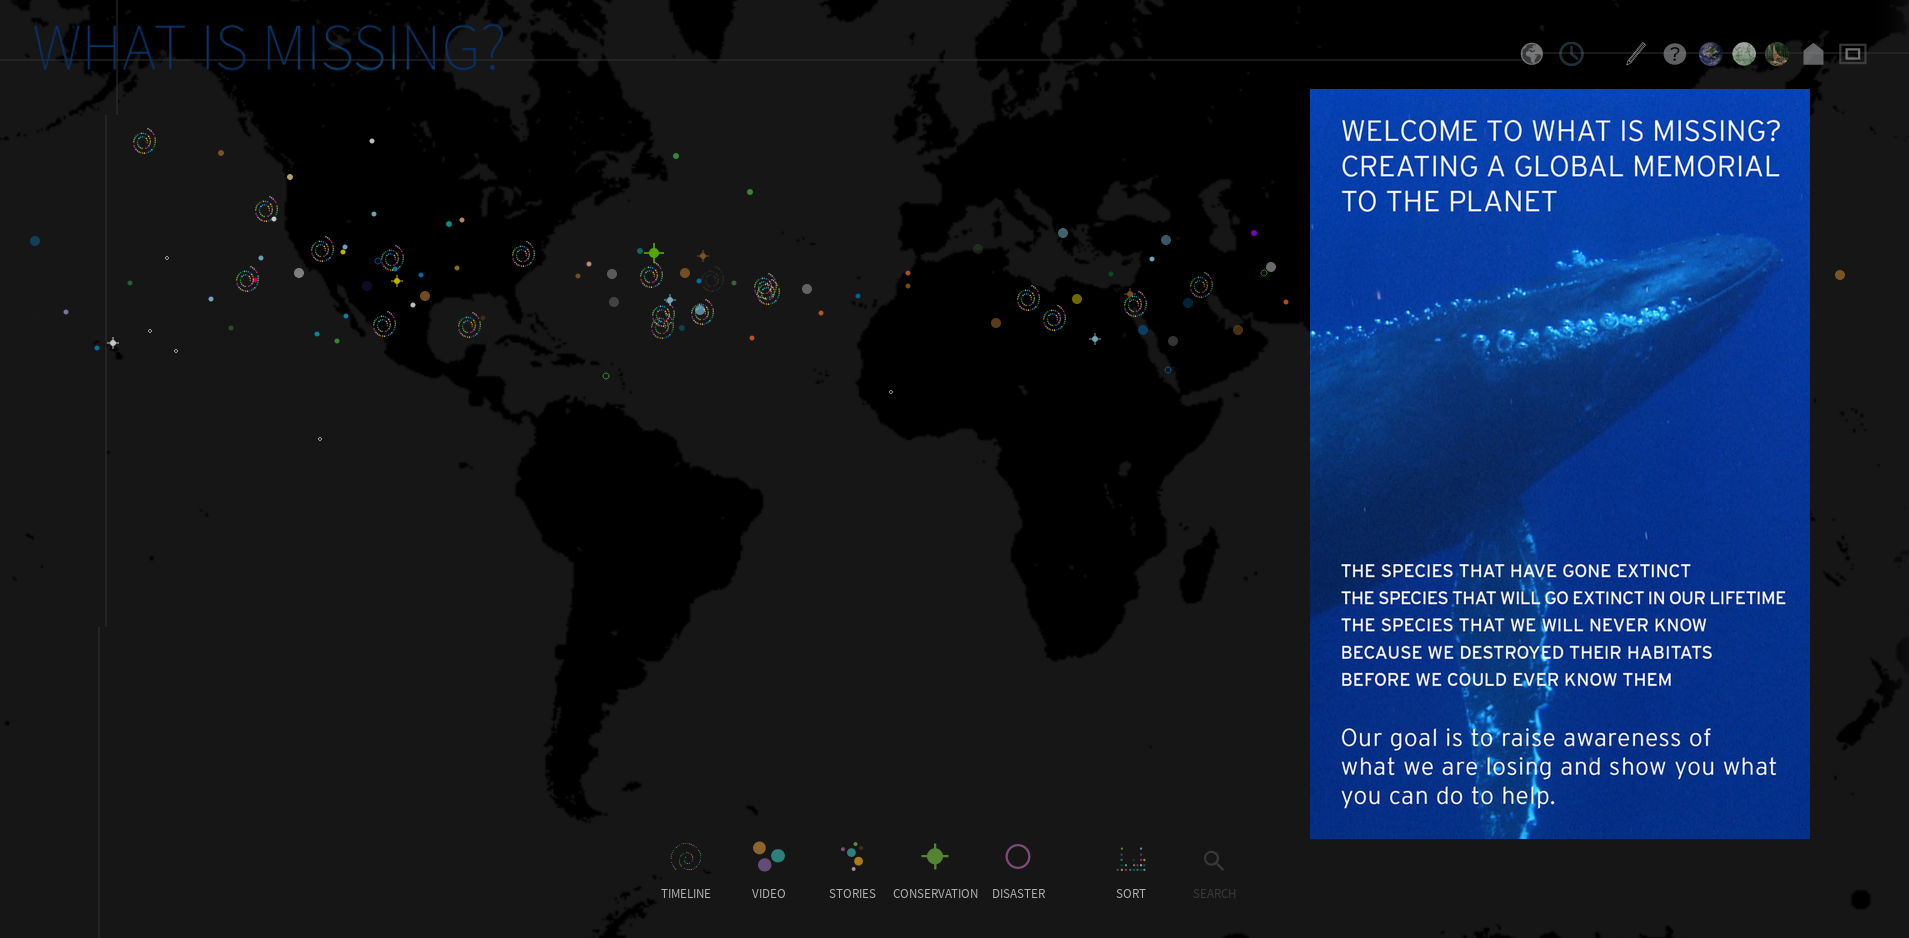 WHAT IS MISSING?
?
WELCOME TO WHAT IS MISSING?
CREATING A GLOBAL MEMORIAL
TO THE PLANET
THE SPECIES THAT HAVE GONE EXTINCT
THE SPECIES THAT WILL GO EXTINCT IN OUR LIFETIME
THE SPECIES THAT WE WILL NEVER KNOW
BECAUSE WE DESTROYED THEIR HABITATS
BEFORE WE COULD EVER KNOW THEM
Our goal is to raise awareness of
what we are losing and show you what
you can do to help.
TIMELINE VIDEO STORIES CONSERVATION DISASTER SORT SEARCH